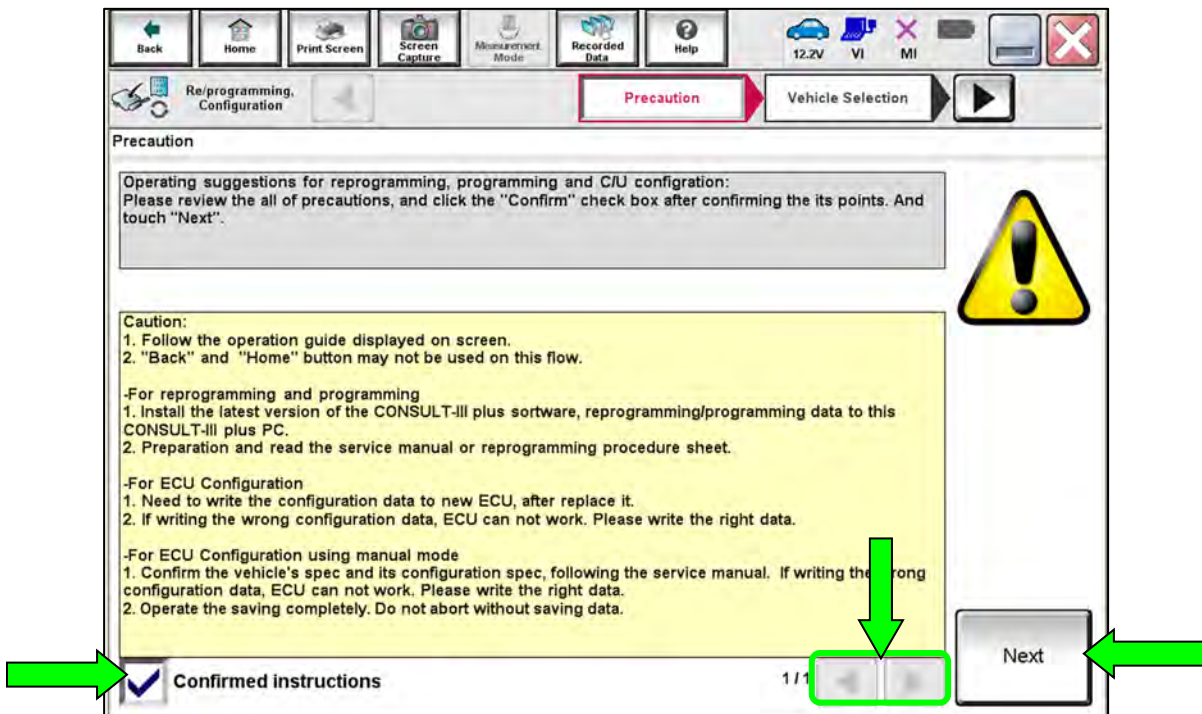 Back
Home
Print Screen
Screen
Capture
Measurement
Mode
Recorded
Data
Help
12.2V
VI
MI
Re/programming,
Configuration
Precaution
Vehicle Selection
Precaution
Operating suggestions for reprogramming, programming and C/U configration:
Please review the all of precautions, and click the "Confirm" check box after confirming the its points. And
touch "Next".
Caution:
1. Follow the operation guide displayed on screen.
2. "Back" and "Home" button may not be used on this flow.
-For reprogramming and programming
1. Install the latest version of the CONSULT-III plus sortware, reprogramming/programming data to this
CONSULT-III plus PC.
2. Preparation and read the service manual or reprogramming procedure sheet.
-For ECU Configuration
1. Need to write the configuration data to new ECU, after replace it.
2. If writing the wrong configuration data, ECU can not work. Please write the right data.
-For ECU Configuration using manual mode
1. Confirm the vehicle's spec and its configuration spec, following the service manual. If writing the wrong
configuration data, ECU can not work. Please write the right data.
2. Operate the saving completely. Do not abort without saving data.
Confirmed instructions
1/1
Next